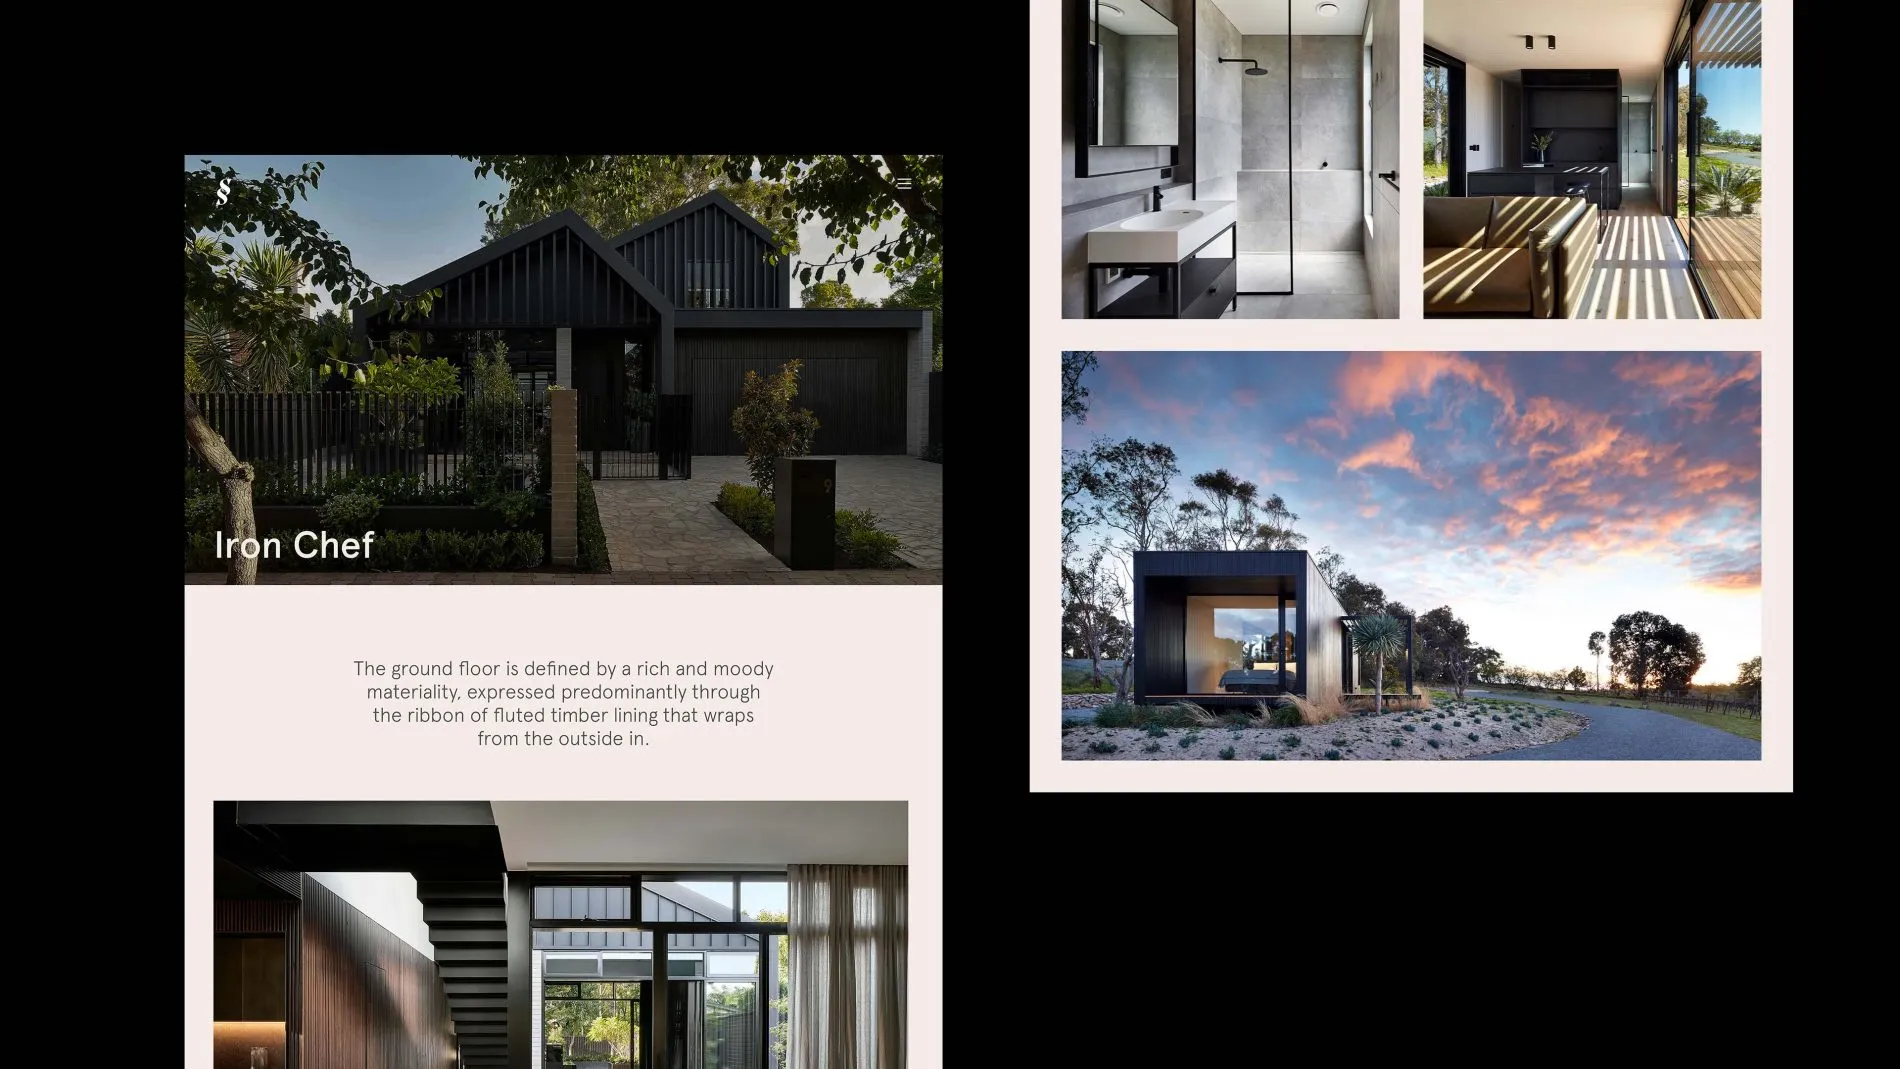 §
Iron Chef
9
The ground floor is defined by a rich and moody
materiality, expressed predominantly through
the ribbon of fluted timber lining that wraps
from the outside in.